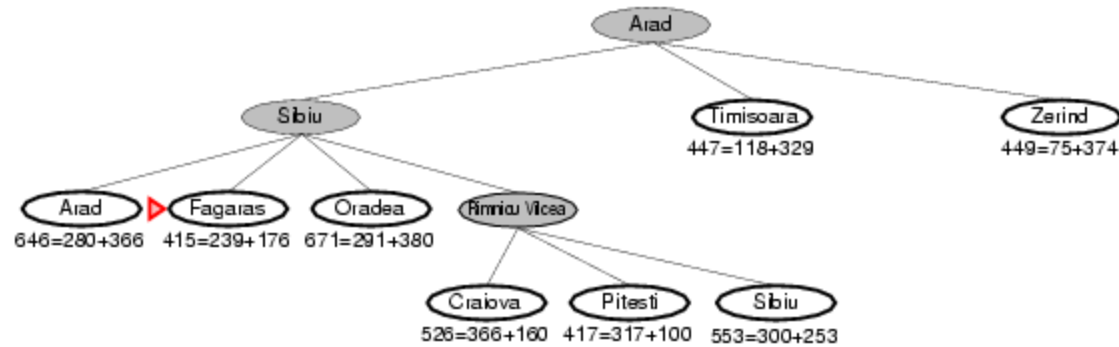 Arad
Sibiu
Timisoara
Zerind
447=118+329
449=75+374
Arad
Fagaras
Oradea
Rimnicu Vilcea
646=280+366
415=239+176
671=291+380
Craiova
Pitesti
Sibiu
526=366+160
417=317+100
553=300+253